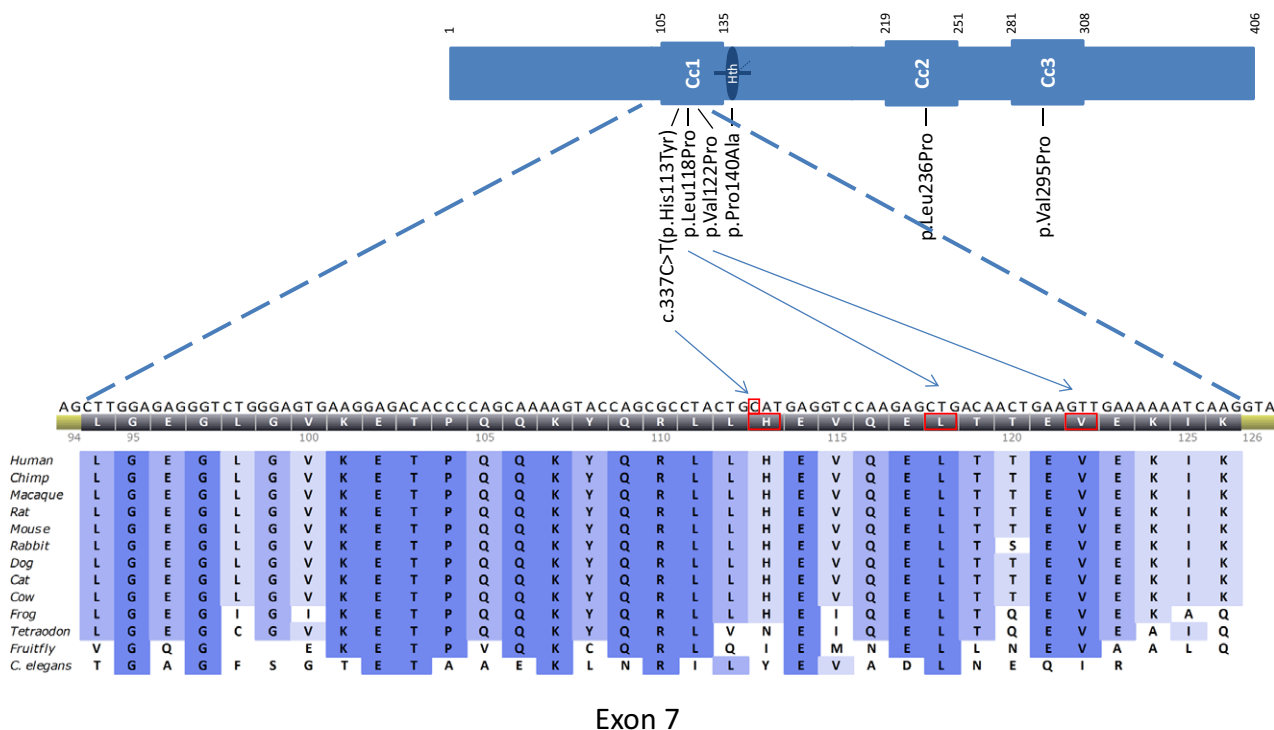 1 105 135 219 251 281 308 406
Cc1 Hth Cc2 Cc3
c.337C>T(p.His113Tyr)
p.Leu118Pro
p.Val122Pro
p.Pro140Ala
p.Leu236Pro
p.Val295Pro
AGCTTGGAGAGGGTCTGGGAGTGAAGGAGACACCCCAGCAAAAGTACCAGCGCCTACTGCATGAGGTCCAAGAGCTGACAACTGAAGTTGAAAAAATCAAGGTA
L G E G L G V K E T P Q Q K Y Q R L L H E V Q E L T T E V E K I K
94 95 100 105 110 115 120 125 126
Human L G E G L G V K E T P Q Q K Y Q R L L H E V Q E L T T E V E K I K
Chimp L G E G L G V K E T P Q Q K Y Q R L L H E V Q E L T T E V E K I K
Macaque L G E G L G V K E T P Q Q K Y Q R L L H E V Q E L T T E V E K I K
Rat L G E G L G V K E T P Q Q K Y Q R L L H E V Q E L T T E V E K I K
Mouse L G E G L G V K E T P Q Q K Y Q R L L H E V Q E L T T E V E K I K
Rabbit L G E G L G V K E T P Q Q K Y Q R L L H E V Q E L T S E V E K I K
Dog L G E G L G V K E T P Q Q K Y Q R L L H E V Q E L T T E V E K I K
Cat L G E G L G V K E T P Q Q K Y Q R L L H E V Q E L T T E V E K I K
Cow L G E G L G V K E T P Q Q K Y Q R L L H E V Q E L T T E V E K I K
Frog L G E G I G I K E T P Q Q K Y Q R L L H E I Q E L T Q E V E K A Q
Tetraodon L G E G C G V K E T P Q Q K Y Q R L V N E I Q E L T Q E V E A I Q
Fruitfly V G Q G E K E T P V Q K C Q R L Q I E M N E L L N E V A A L Q
C. elegans T G A G F S G T E T A A E K L N R I L Y E V A D L N E Q I R
Exon 7